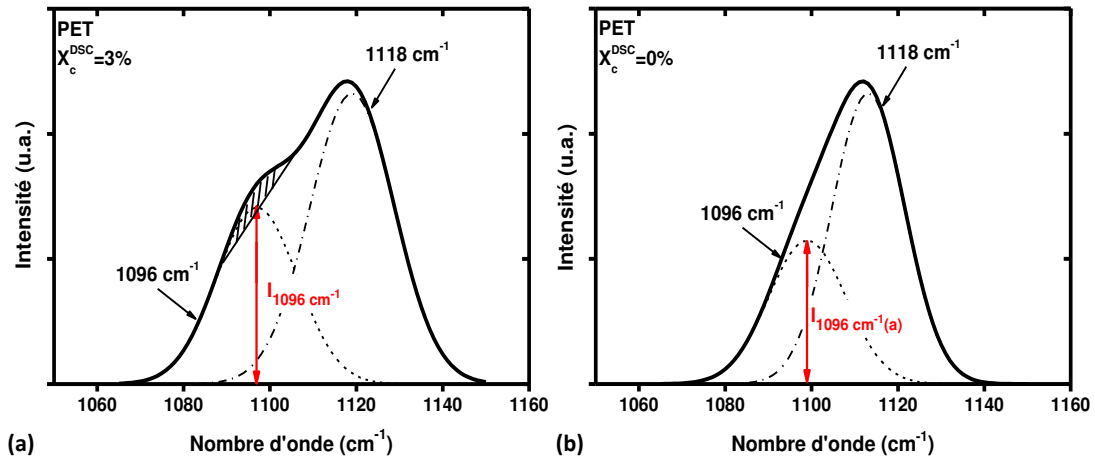 PET
X_c^DSC=3%
1118 cm⁻¹
1096 cm⁻¹
I_1096 cm⁻¹
Intensité (u.a.)
1060 1080 1100 1120 1140 1160
Nombre d'onde (cm⁻¹)
(a)
PET
X_c^DSC=0%
1118 cm⁻¹
1096 cm⁻¹
I_1096 cm⁻¹(a)
Intensité (u.a.)
1060 1080 1100 1120 1140 1160
Nombre d'onde (cm⁻¹)
(b)